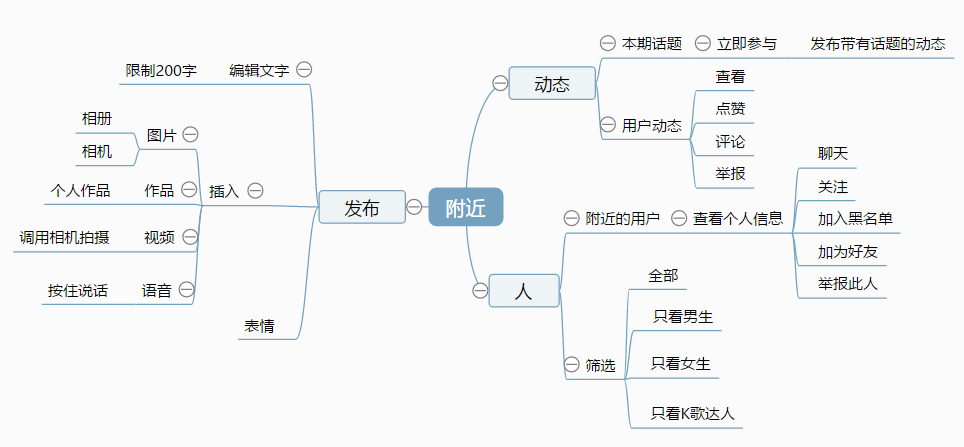 附近
动态
本期话题
立即参与
发布带有话题的动态
用户动态
查看
点赞
评论
举报
人
附近的用户
查看个人信息
聊天
关注
加入黑名单
加为好友
举报此人
筛选
全部
只看男生
只看女生
只看K歌达人
发布
编辑文字
限制200字
插入
图片
相册
相机
作品
个人作品
视频
调用相机拍摄
语音
按住说话
表情